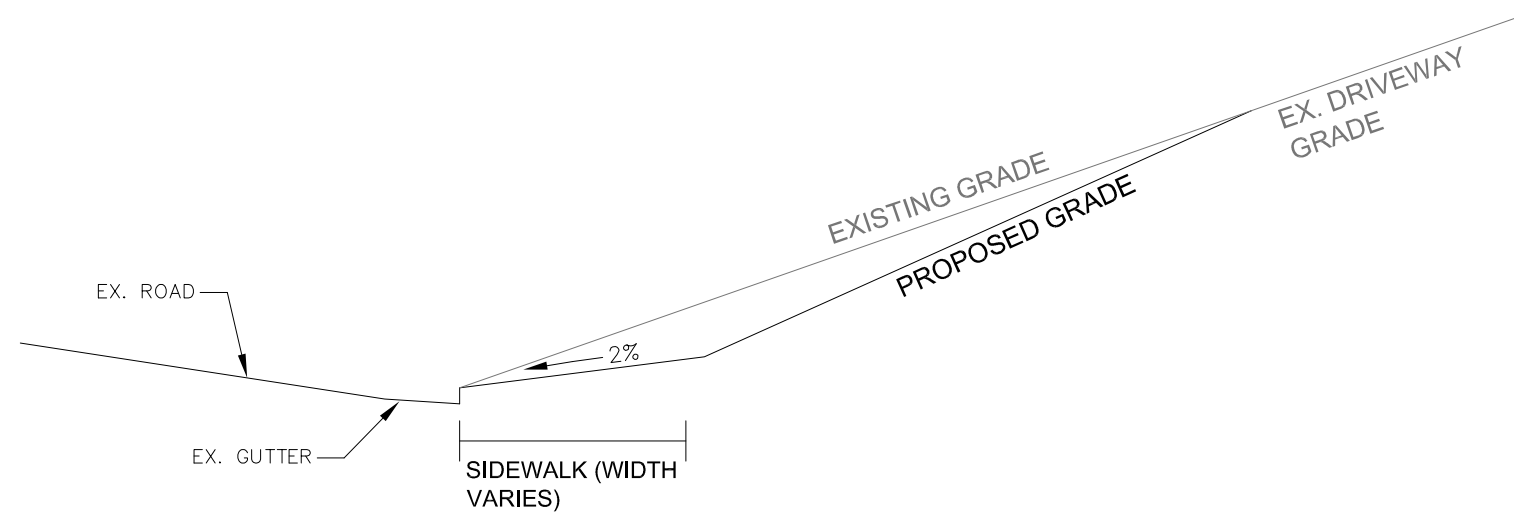 EX. DRIVEWAY
GRADE
EXISTING GRADE
PROPOSED GRADE
EX. ROAD
2%
EX. GUTTER
SIDEWALK (WIDTH
VARIES)